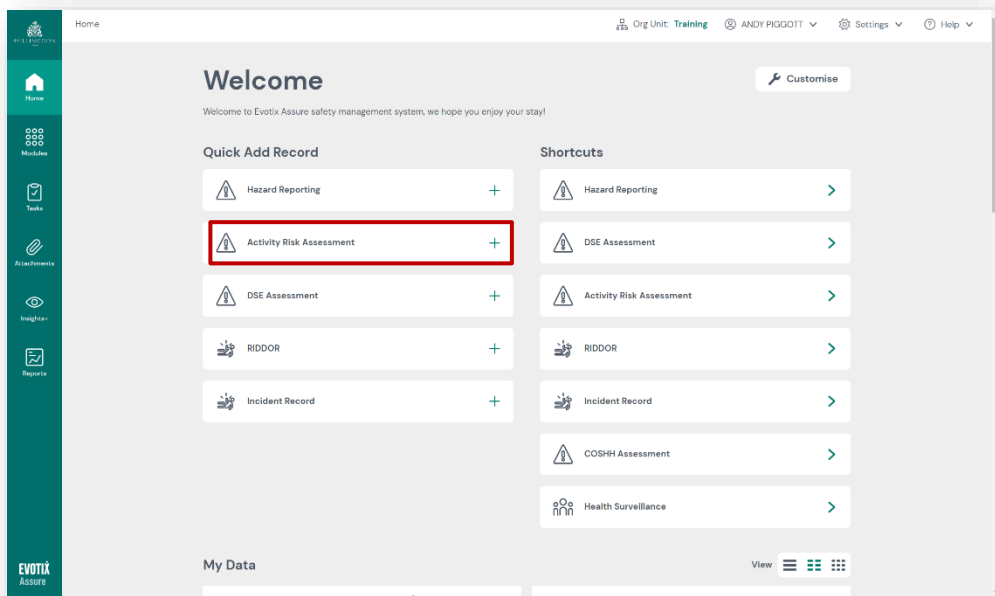 BULLINGDON
Home
Org Unit: Training
ANDY PIGGOTT
Settings
Help
Home
Modules
Tasks
Attachments
Insights+
Reports
EVOTIX
Assure
Welcome
Customise
Welcome to Evotix Assure safety management system, we hope you enjoy your stay!
Quick Add Record
Hazard Reporting
Activity Risk Assessment
DSE Assessment
RIDDOR
Incident Record
Shortcuts
Hazard Reporting
DSE Assessment
Activity Risk Assessment
RIDDOR
Incident Record
COSHH Assessment
Health Surveillance
My Data
View